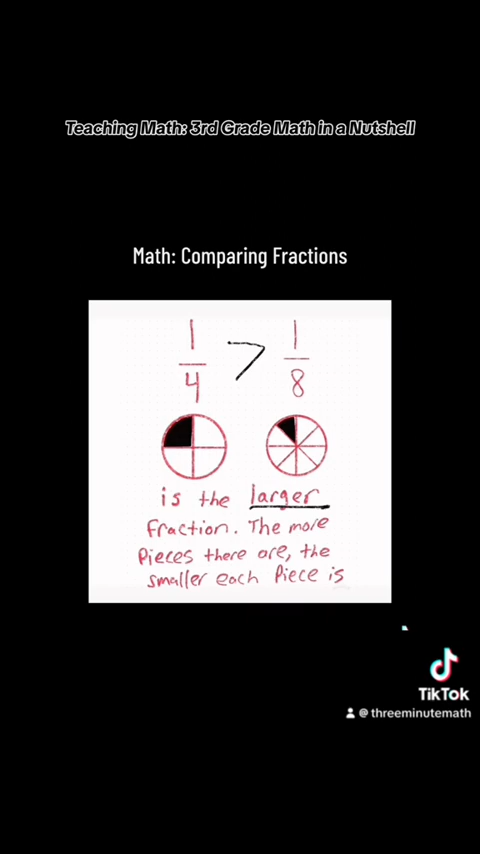 Teaching Math: 3rd Grade Math in a Nutshell
Math: Comparing Fractions
1/4 > 1/8
is the larger
fraction. The more
Pieces there are, the
smaller each Piece is
TikTok
@threeminutemath